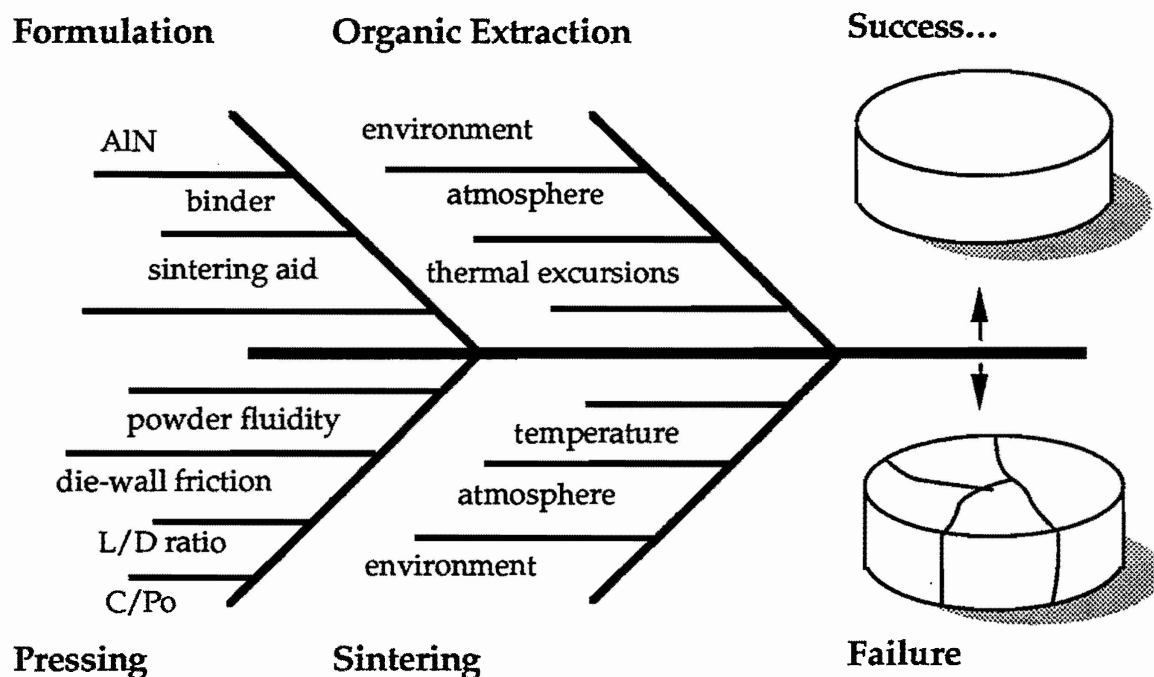 Formulation
Organic Extraction
Success...
AlN
environment
binder
atmosphere
sintering aid
thermal excursions
powder fluidity
temperature
die-wall friction
atmosphere
L/D ratio
environment
C/Po
Pressing
Sintering
Failure